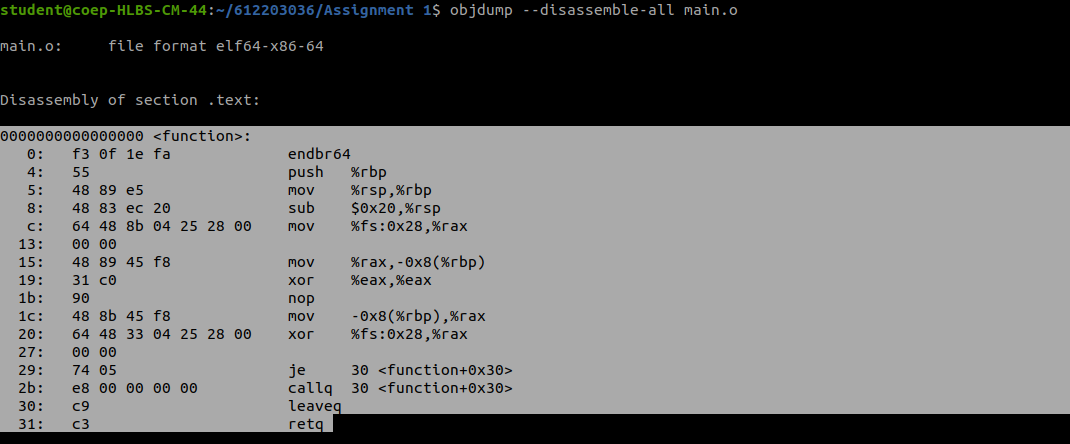 student@coep-HLBS-CM-44:~/612203036/Assignment 1$ objdump --disassemble-all main.o
main.o:     file format elf64-x86-64
Disassembly of section .text:
0000000000000000 <function>:
   0:   f3 0f 1e fa             endbr64
   4:   55                      push   %rbp
   5:   48 89 e5                mov    %rsp,%rbp
   8:   48 83 ec 20             sub    $0x20,%rsp
   c:   64 48 8b 04 25 28 00    mov    %fs:0x28,%rax
  13:   00 00
  15:   48 89 45 f8             mov    %rax,-0x8(%rbp)
  19:   31 c0                   xor    %eax,%eax
  1b:   90                      nop
  1c:   48 8b 45 f8             mov    -0x8(%rbp),%rax
  20:   64 48 33 04 25 28 00    xor    %fs:0x28,%rax
  27:   00 00
  29:   74 05                   je     30 <function+0x30>
  2b:   e8 00 00 00 00          callq  30 <function+0x30>
  30:   c9                      leaveq
  31:   c3                      retq